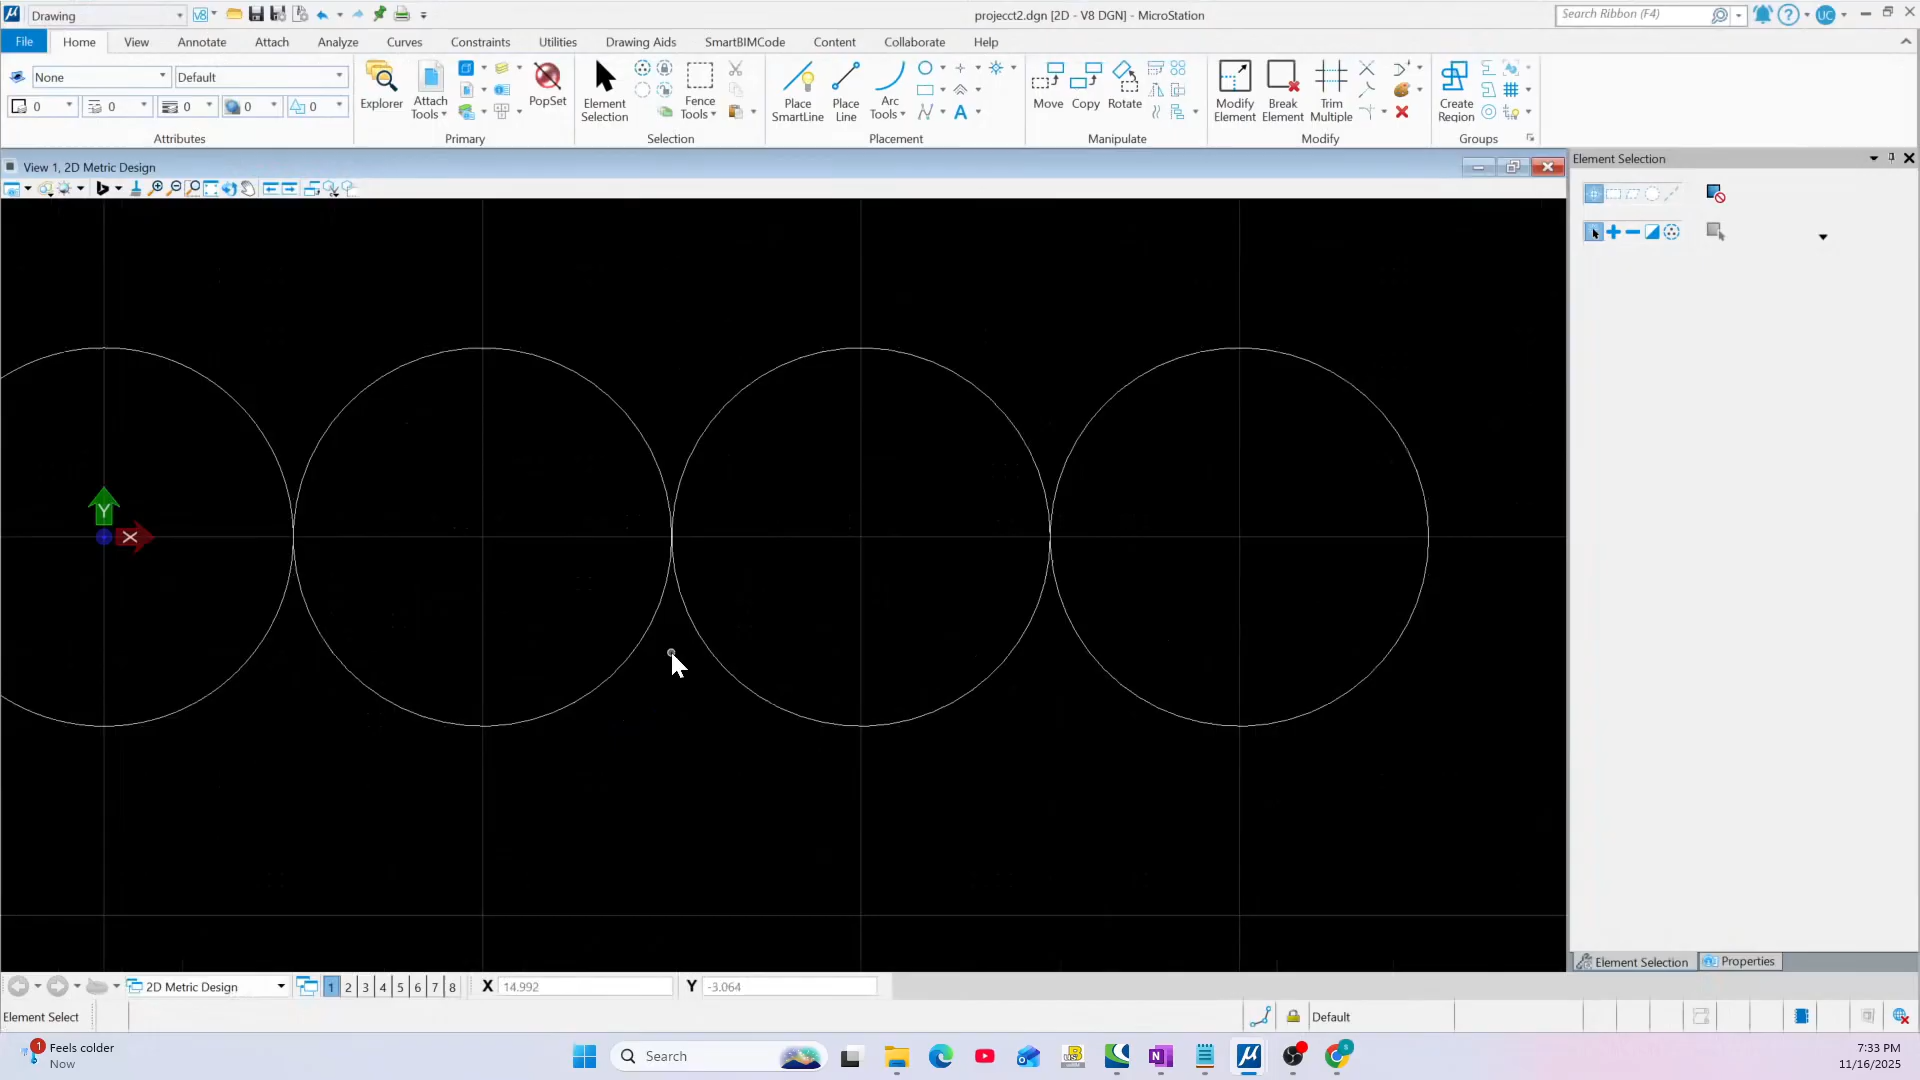 Drawing
projecct2.dgn [2D - V8 DGN] - MicroStation
Search Ribbon (F4)
UC
File Home View Annotate Attach Analyze Curves Constraints Utilities Drawing Aids SmartBIMCode Content Collaborate Help
None Default
0 0 0 0 0
Explorer
Attach Tools
PopSet
Element Selection
Fence Tools
Place SmartLine
Place Line
Arc Tools
Move
Copy
Rotate
Modify Element
Break Element
Trim Multiple
Create Region
Attributes Primary Selection Placement Manipulate Modify Groups
View 1, 2D Metric Design
Element Selection
Y
X
Element Selection Properties
2D Metric Design
1 2 3 4 5 6 7 8
X 14.992
Y -3.064
Element Select
Default
1
Feels colder
Now
Search
7:33 PM
11/16/2025